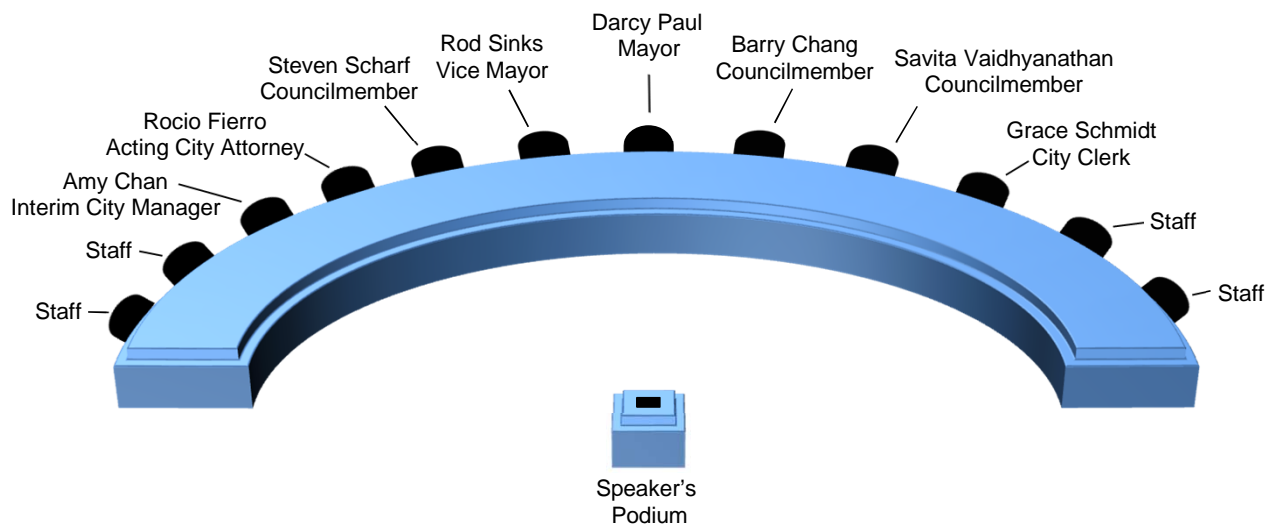 Darcy Paul
Mayor
Rod Sinks
Vice Mayor
Barry Chang
Councilmember
Steven Scharf
Councilmember
Savita Vaidhyanathan
Councilmember
Rocio Fierro
Acting City Attorney
Grace Schmidt
City Clerk
Amy Chan
Interim City Manager
Staff
Staff
Staff
Staff
Speaker's
Podium